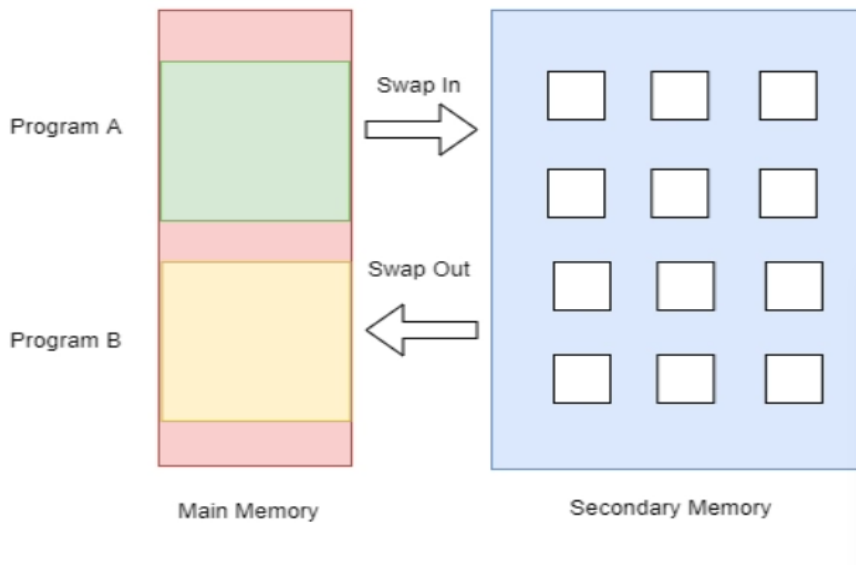 Swap In
Program A
Swap Out
Program B
Main Memory
Secondary Memory